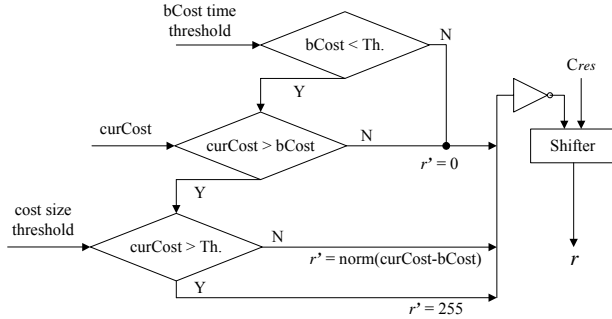 bCost time
threshold
bCost < Th.
N
Y
Cres
curCost
curCost > bCost
N
Shifter
r' = 0
Y
cost size
threshold
curCost > Th.
N
r' = norm(curCost-bCost)
r
Y
r' = 255